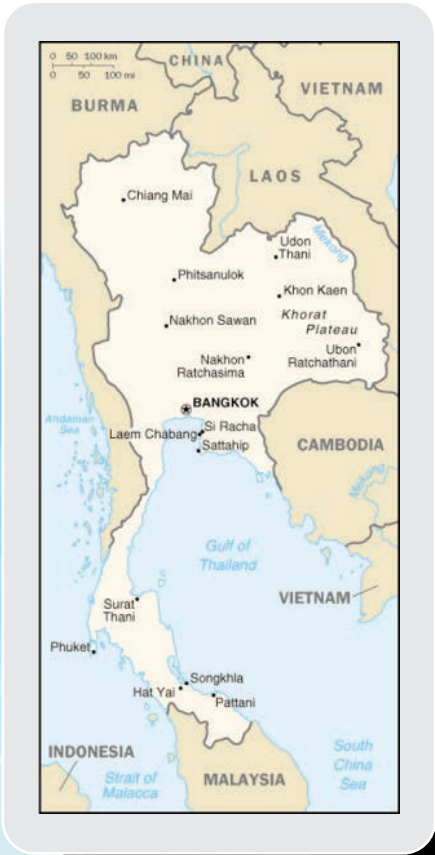 0 50 100 km
0 50 100 mi
CHINA
BURMA
VIETNAM
LAOS
Chiang Mai
Mekong
Udon
Thani
Phitsanulok
Khon Kaen
Khorat
Plateau
Nakhon Sawan
Ubon
Ratchathani
Nakhon
Ratchasima
BANGKOK
Andaman
Sea
Si Racha
Laem Chabang
Sattahip
CAMBODIA
Mekong
Gulf of
Thailand
VIETNAM
Surat
Thani
Phuket
Songkhla
Hat Yai
Pattani
INDONESIA
South
China
Sea
Strait of
Malacca
MALAYSIA